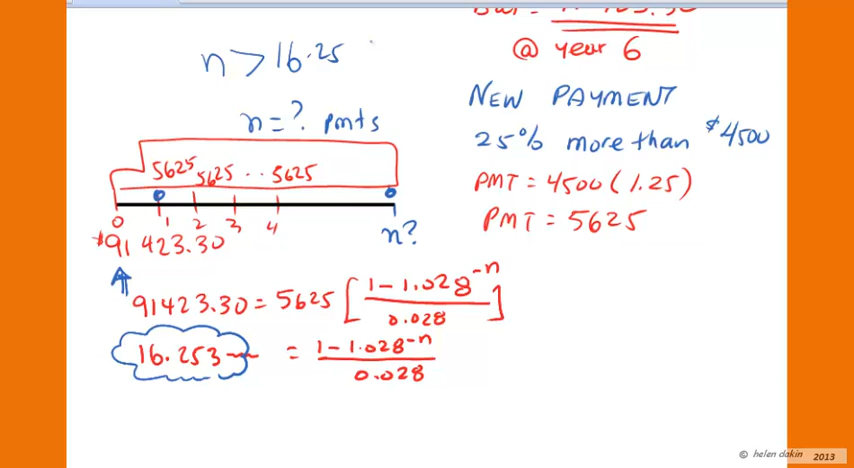 @ year 6
n > 16.25
n = ? pmts
NEW PAYMENT
25% more than $4500
PMT = 4500 (1.25)
PMT = 5625
5625 5625 .. 5625
0 1 2 3 4 n?
$91 423.30
91423.30 = 5625 [ 1 - 1.028^-n / 0.028 ]
16.253 = 1 - 1.028^-n / 0.028
© helen dakin 2013